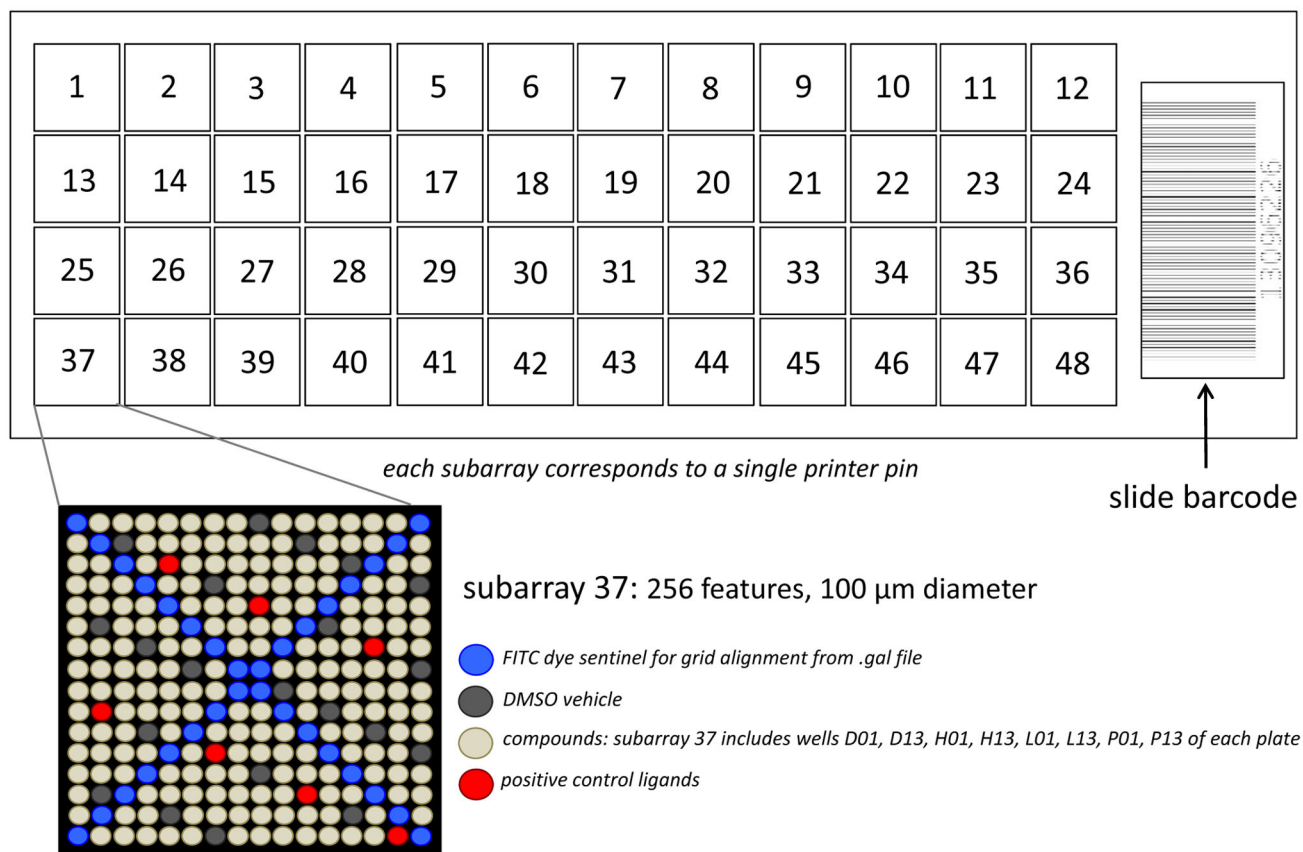 1 2 3 4 5 6 7 8 9 10 11 12
13 14 15 16 17 18 19 20 21 22 23 24
25 26 27 28 29 30 31 32 33 34 35 36
37 38 39 40 41 42 43 44 45 46 47 48
each subarray corresponds to a single printer pin
slide barcode
subarray 37: 256 features, 100 µm diameter
FITC dye sentinel for grid alignment from .gal file
DMSO vehicle
compounds: subarray 37 includes wells D01, D13, H01, H13, L01, L13, P01, P13 of each plate
positive control ligands